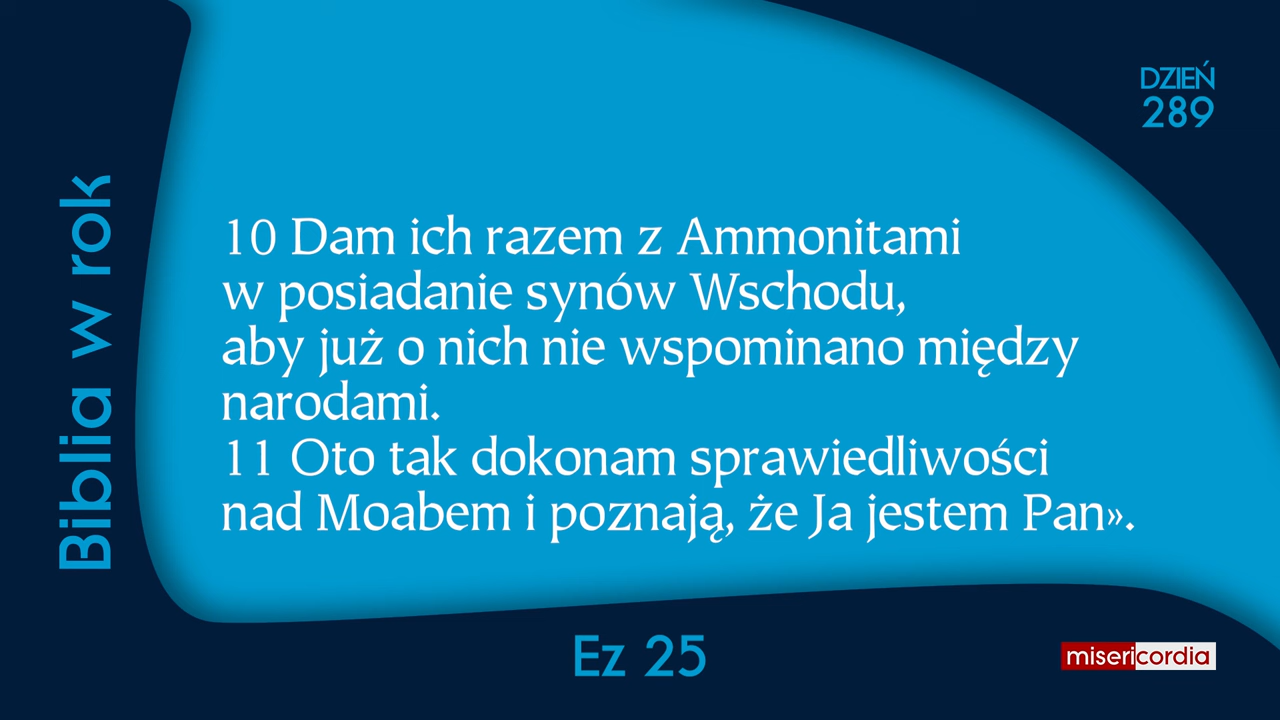 DZIEŃ
289
Biblia w rok
10 Dam ich razem z Ammonitami
w posiadanie synów Wschodu,
aby już o nich nie wspominano między
narodami.
11 Oto tak dokonam sprawiedliwości
nad Moabem i poznają, że Ja jestem Pan».
Ez 25
misericordia